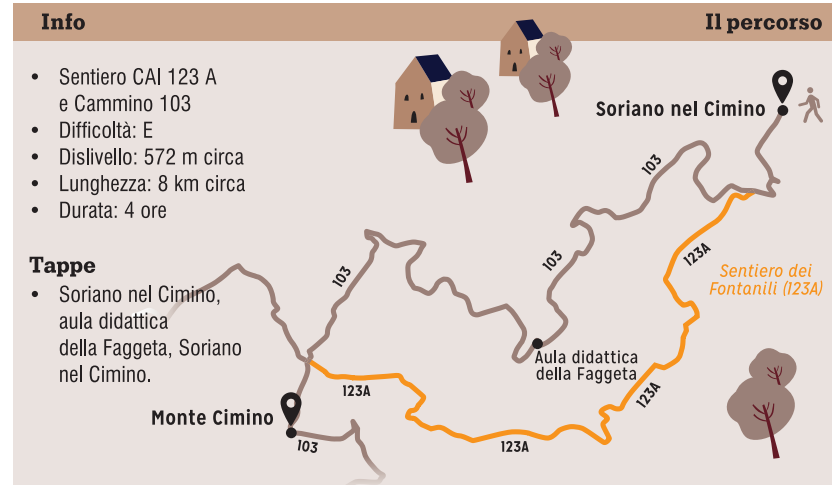 Info
Il percorso
• Sentiero CAI 123 A
e Cammino 103
• Difficoltà: E
• Dislivello: 572 m circa
• Lunghezza: 8 km circa
• Durata: 4 ore
Tappe
• Soriano nel Cimino,
aula didattica
della Faggeta, Soriano
nel Cimino.
Soriano nel Cimino
103
103
103
123A
Sentiero dei
Fontanili (123A)
Aula didattica
della Faggeta
123A
123A
Monte Cimino
103
123A